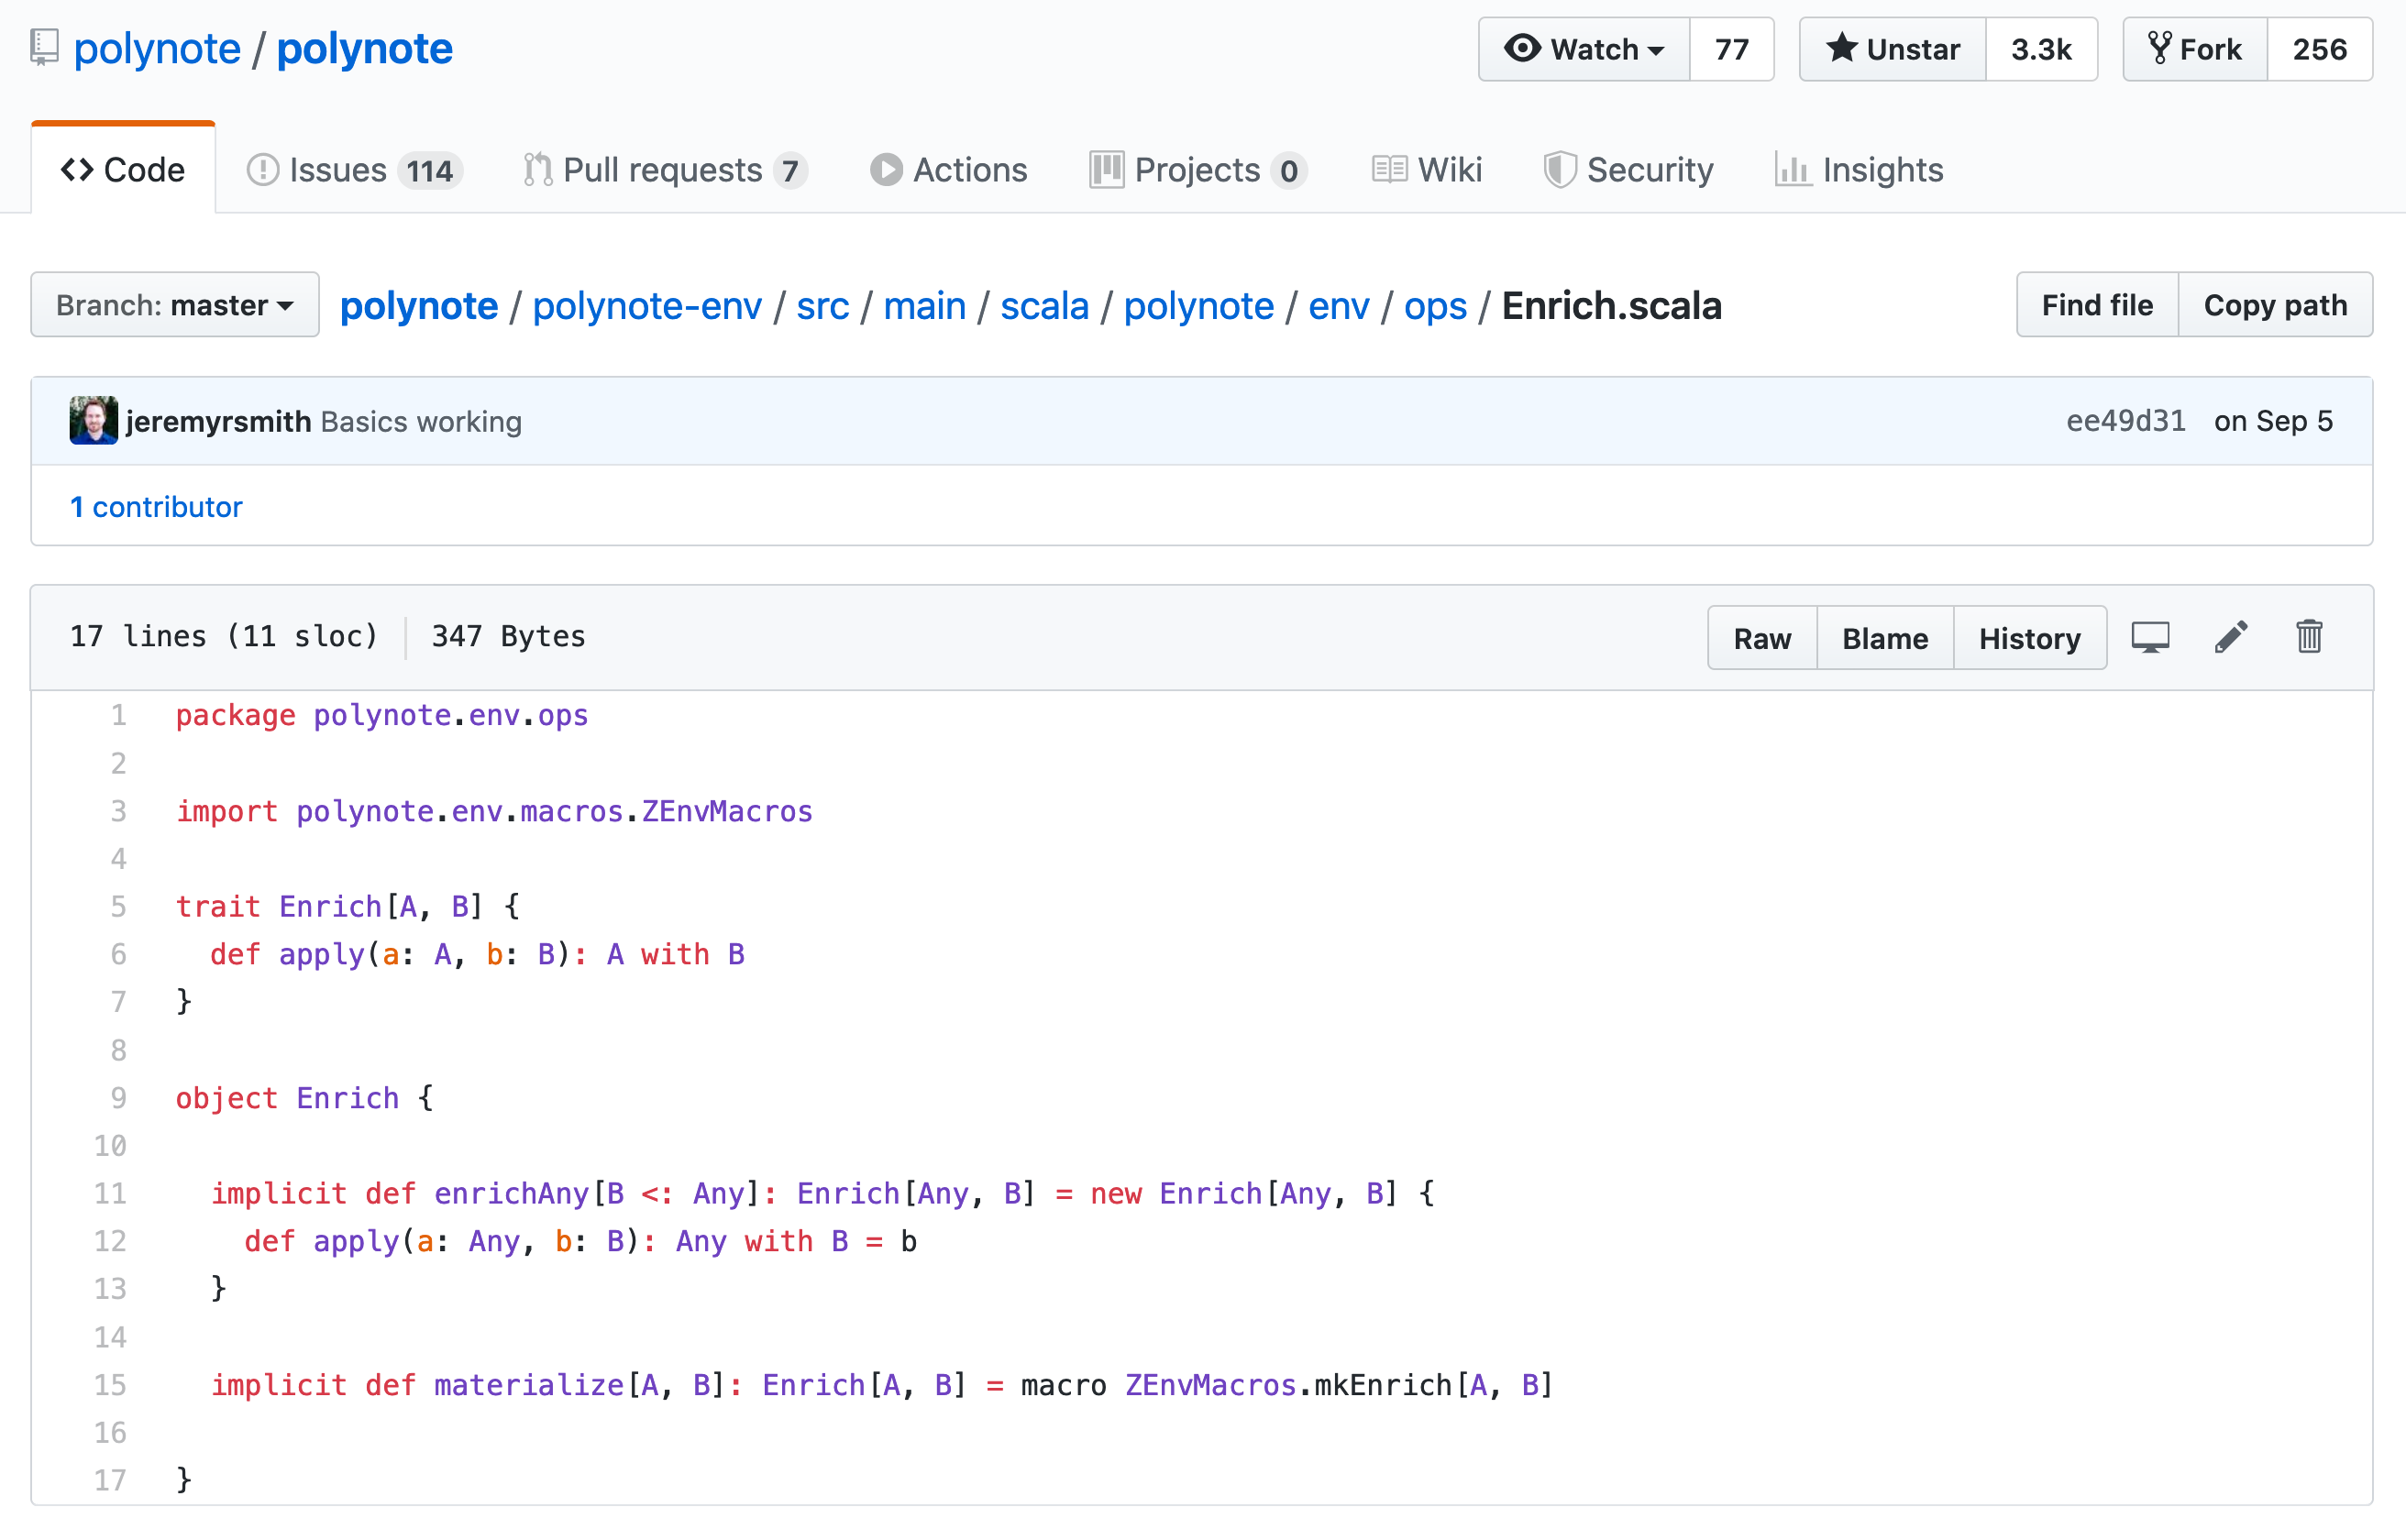 polynote / polynote
Watch 77 Unstar 3.3k Fork 256
Code Issues 114 Pull requests 7 Actions Projects 0 Wiki Security Insights
Branch: master polynote / polynote-env / src / main / scala / polynote / env / ops / Enrich.scala Find file Copy path
jeremyrsmith Basics working ee49d31 on Sep 5
1 contributor
17 lines (11 sloc) 347 Bytes Raw Blame History
1 package polynote.env.ops
2
3 import polynote.env.macros.ZEnvMacros
4
5 trait Enrich[A, B] {
6   def apply(a: A, b: B): A with B
7 }
8
9 object Enrich {
10
11   implicit def enrichAny[B <: Any]: Enrich[Any, B] = new Enrich[Any, B] {
12     def apply(a: Any, b: B): Any with B = b
13   }
14
15   implicit def materialize[A, B]: Enrich[A, B] = macro ZEnvMacros.mkEnrich[A, B]
16
17 }